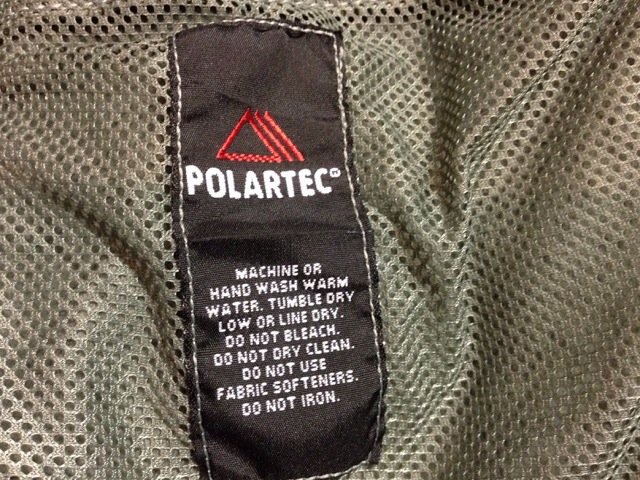 POLARTEC®
MACHINE OR
HAND WASH WARM
WATER. TUMBLE DRY
LOW OR LINE DRY.
DO NOT BLEACH.
DO NOT DRY CLEAN.
DO NOT USE
FABRIC SOFTENERS.
DO NOT IRON.